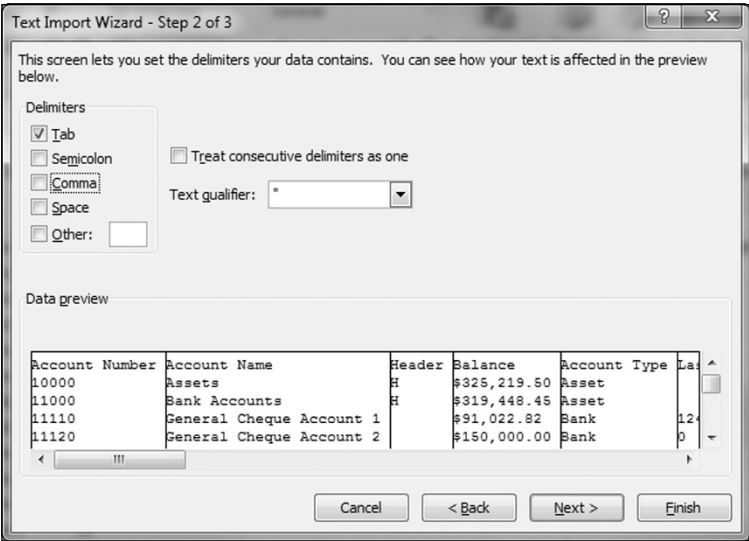 Text Import Wizard - Step 2 of 3
This screen lets you set the delimiters your data contains. You can see how your text is affected in the preview
below.
Delimiters
Tab
Semicolon
Comma
Space
Other:
Treat consecutive delimiters as one
Text qualifier: "
Data preview
Account Number Account Name Header Balance Account Type Las
10000 Assets H $325,219.50 Asset
11000 Bank Accounts H $319,448.45 Asset
11110 General Cheque Account 1 $91,022.82 Bank 124
11120 General Cheque Account 2 $150,000.00 Bank 0
Cancel < Back Next > Finish